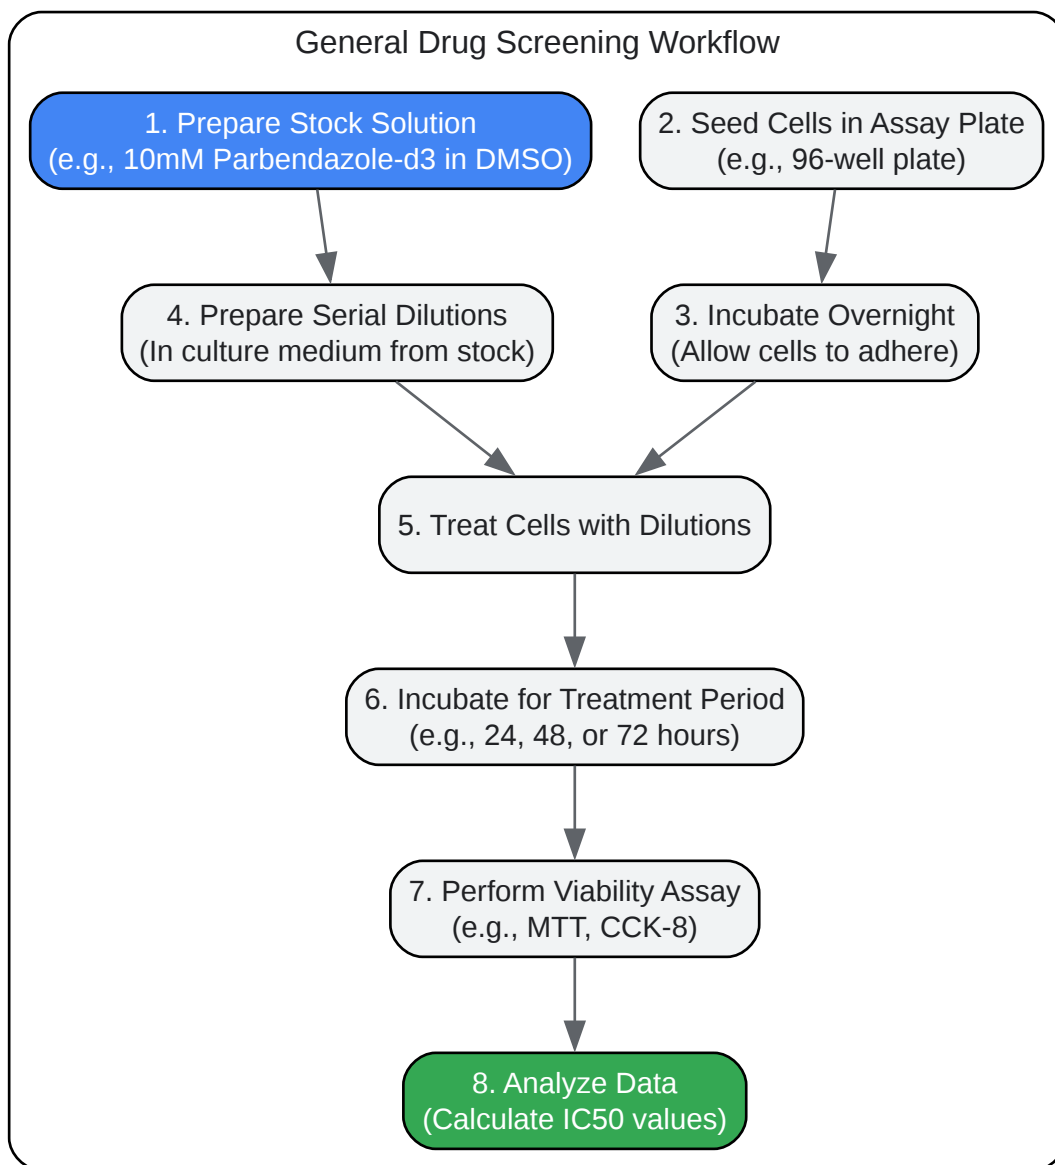 General Drug Screening Workflow
1. Prepare Stock Solution
(e.g., 10mM Parbendazole-d3 in DMSO)
2. Seed Cells in Assay Plate
(e.g., 96-well plate)
4. Prepare Serial Dilutions
(In culture medium from stock)
3. Incubate Overnight
(Allow cells to adhere)
5. Treat Cells with Dilutions
6. Incubate for Treatment Period
(e.g., 24, 48, or 72 hours)
7. Perform Viability Assay
(e.g., MTT, CCK-8)
8. Analyze Data
(Calculate IC50 values)